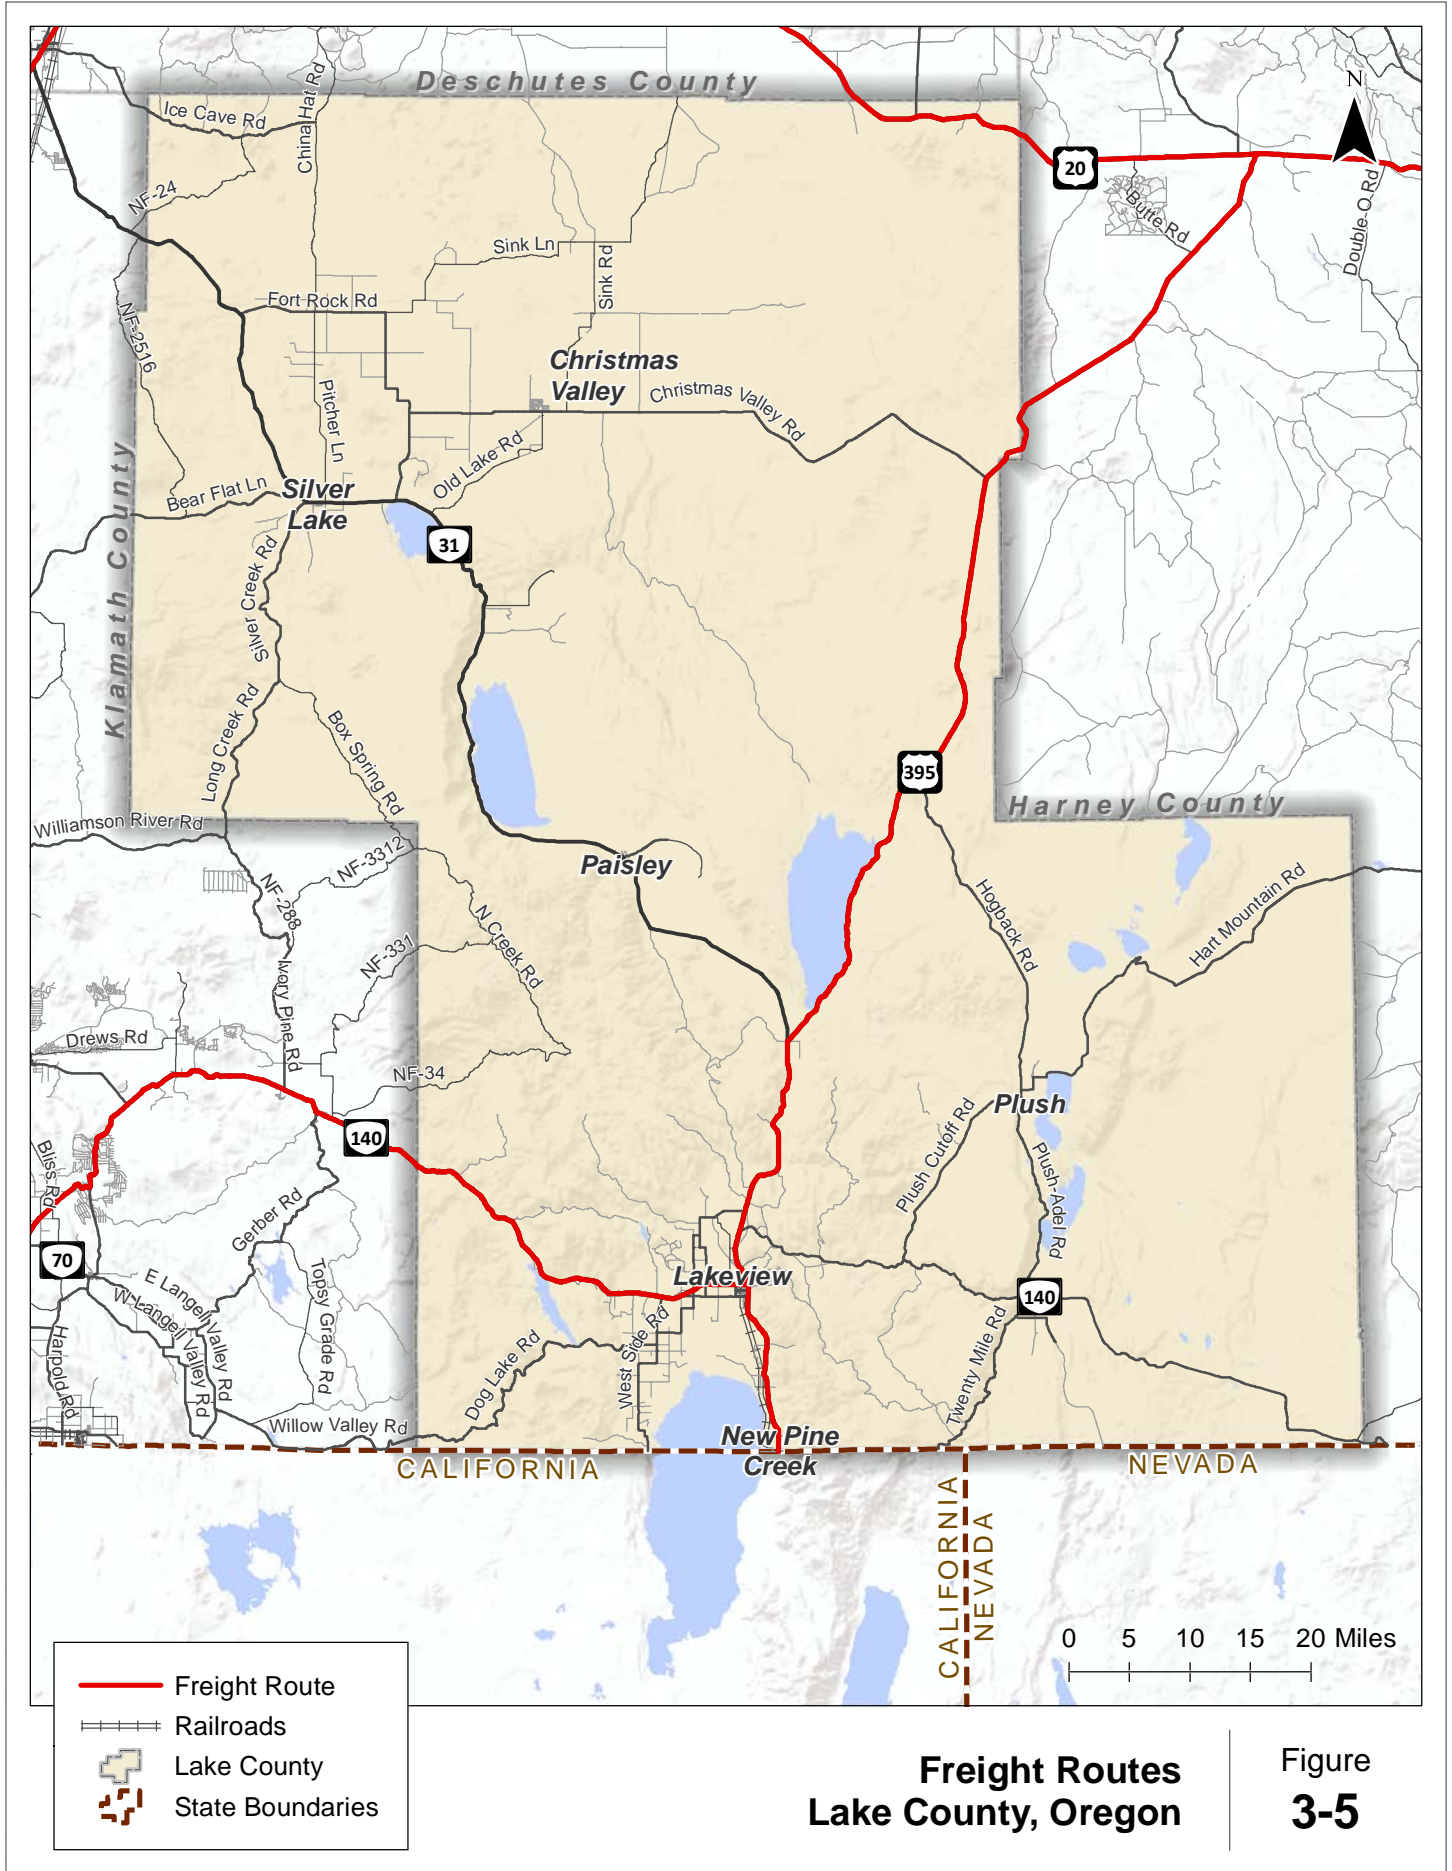 Deschutes County
N
Ice Cave Rd
China Hat Rd
20
NF-24
Butte Rd
Double-O Rd
Sink Ln
Sink Rd
Fort Rock Rd
NF-2516
Christmas
Valley
Christmas Valley Rd
Pitcher Ln
Old Lake Rd
Klamath County
Bear Flat Ln
Silver
Lake
31
Silver Creek Rd
Long Creek Rd
Box Spring Rd
395
Harney County
Williamson River Rd
Paisley
NF-3312
NF-288
Hogback Rd
Hart Mountain Rd
N Creek Rd
NF-331
Ivory Pine Rd
Drews Rd
NF-34
Plush
140
Plush Cutoff Rd
Bliss Rd
Plush-Adel Rd
Gerber Rd
70
Topsy Grade Rd
E Langell Valley Rd
W Langell Valley Rd
Lakeview
140
Harpold Rd
West Side Rd
Dog Lake Rd
Twenty Mile Rd
Willow Valley Rd
New Pine
Creek
CALIFORNIA
NEVADA
CALIFORNIA
NEVADA
0 5 10 15 20 Miles
Freight Route
Railroads
Lake County
State Boundaries
Freight Routes
Lake County, Oregon
Figure
3-5